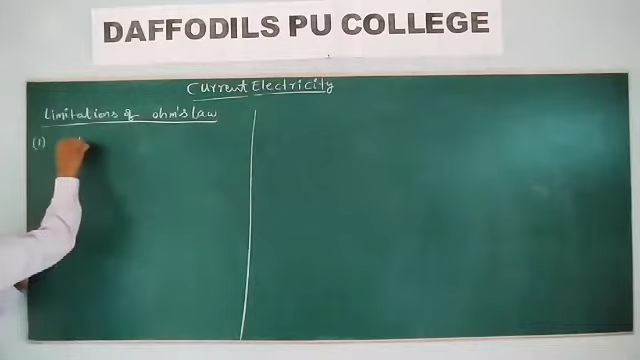 DAFFODILS PU COLLEGE
Current Electricity
Limitations of ohm's law
(1)